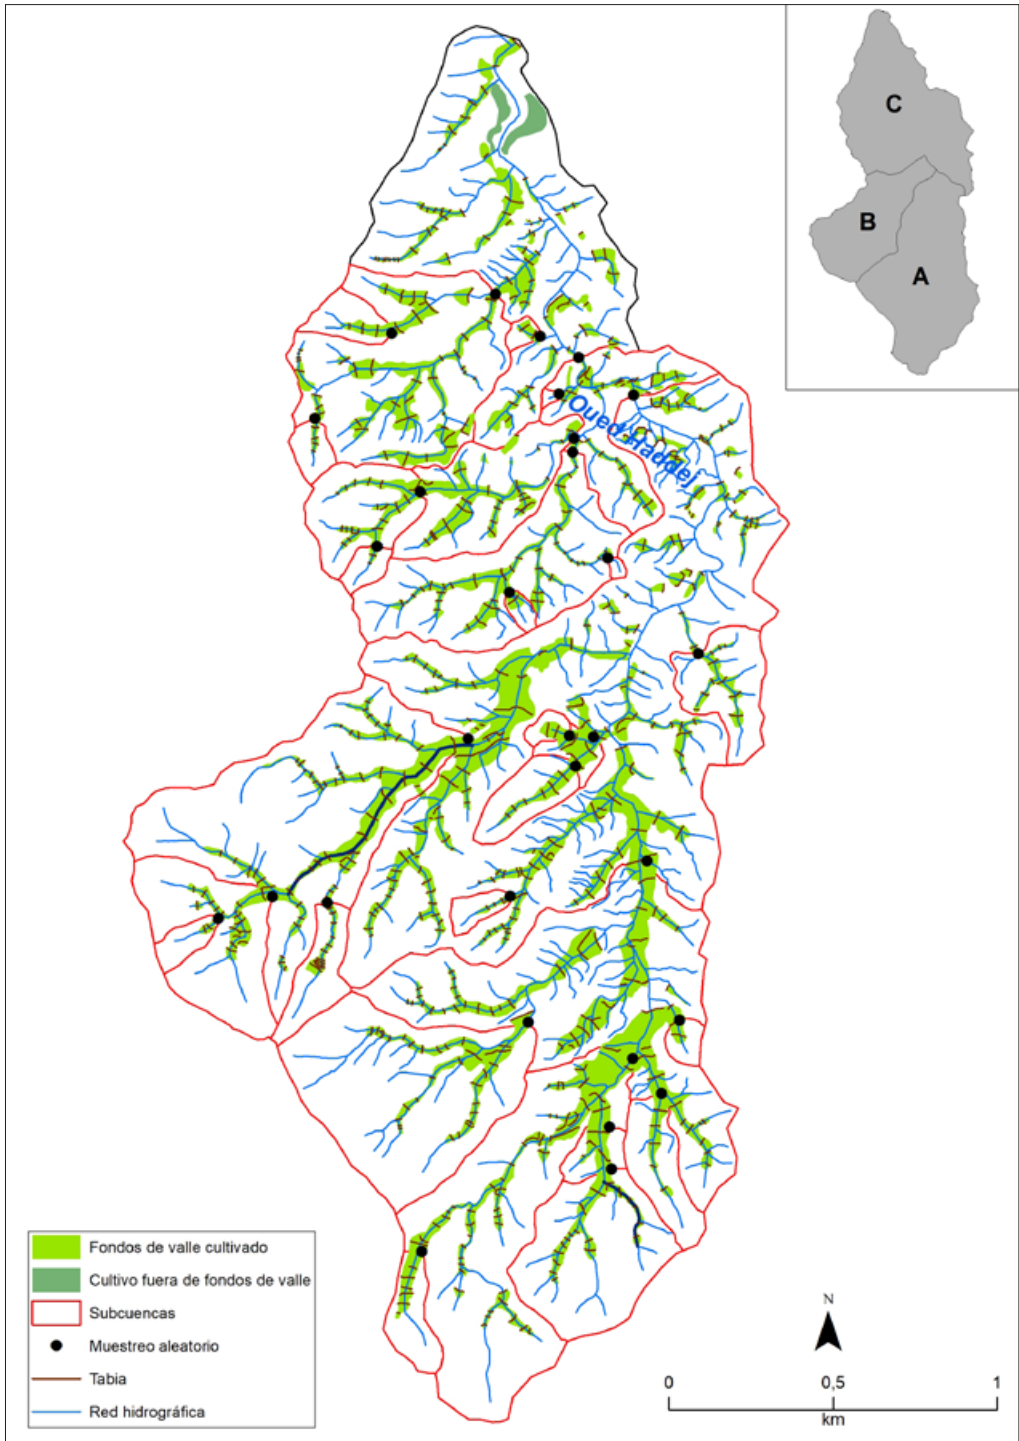 C
B
A
Oued Haddej
Fondos de valle cultivado
Cultivo fuera de fondos de valle
Subcuencas
Muestreo aleatorio
Tabia
Red hidrográfica
N
0 0,5 1
km